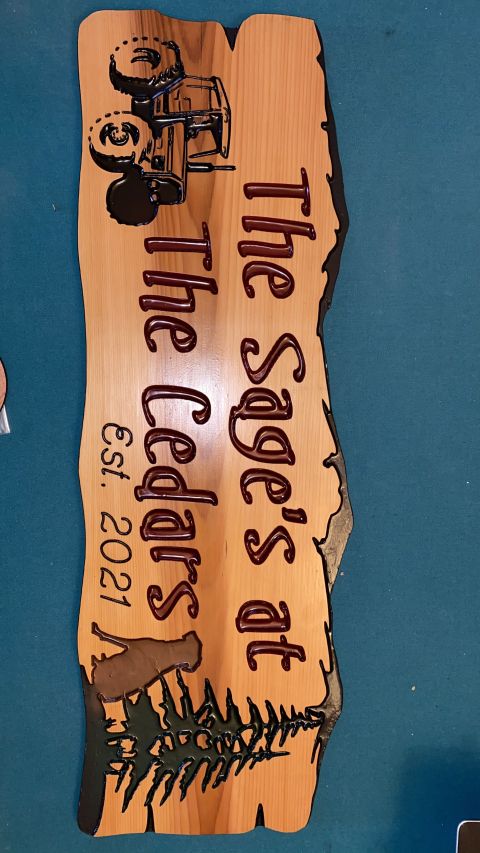 The Sage's at
The Cedars
Est. 2021